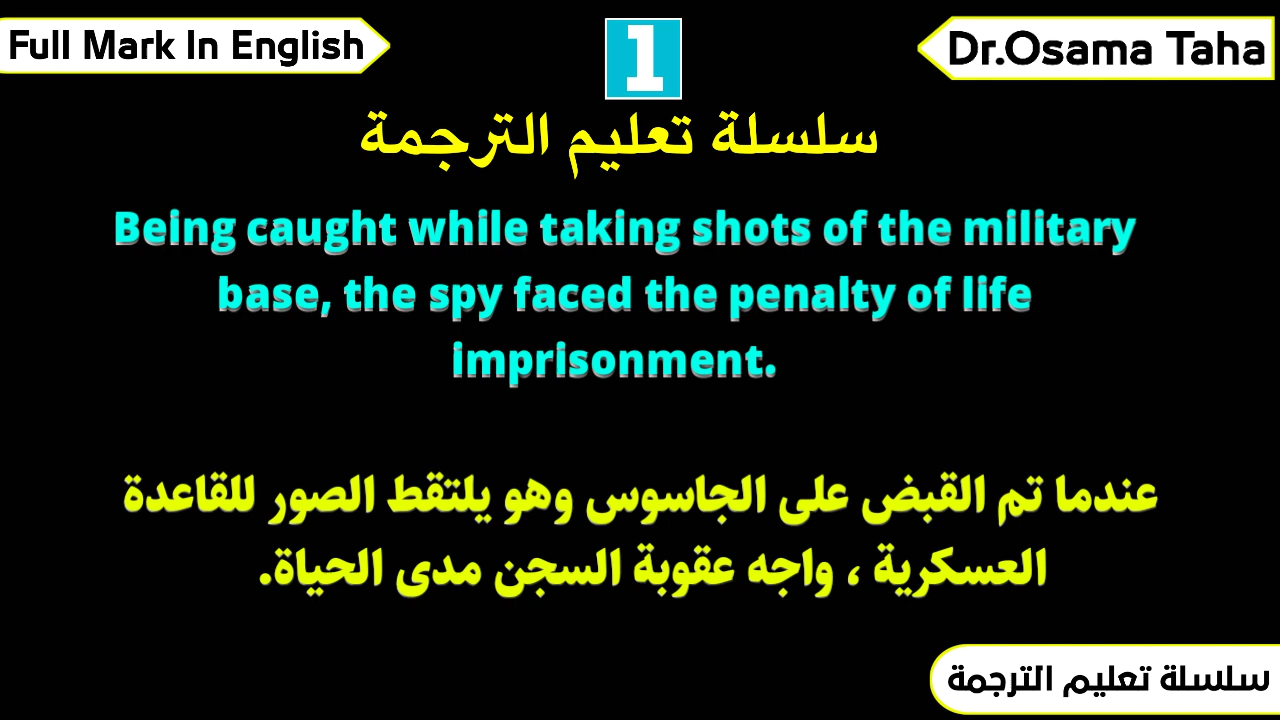 Full Mark In English
1
Dr.Osama Taha
سلسلة تعليم الترجمة
Being caught while taking shots of the military
base, the spy faced the penalty of life
imprisonment.
عندما تم القبض على الجاسوس وهو يلتقط الصور للقاعدة
العسكرية ، واجه عقوبة السجن مدى الحياة.
سلسلة تعليم الترجمة